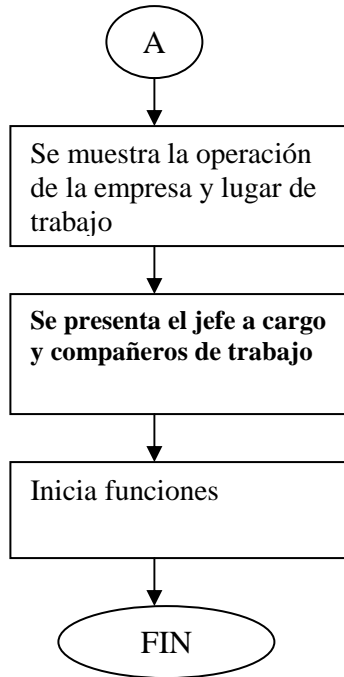 A
Se muestra la operación
de la empresa y lugar de
trabajo
Se presenta el jefe a cargo
y compañeros de trabajo
Inicia funciones
FIN